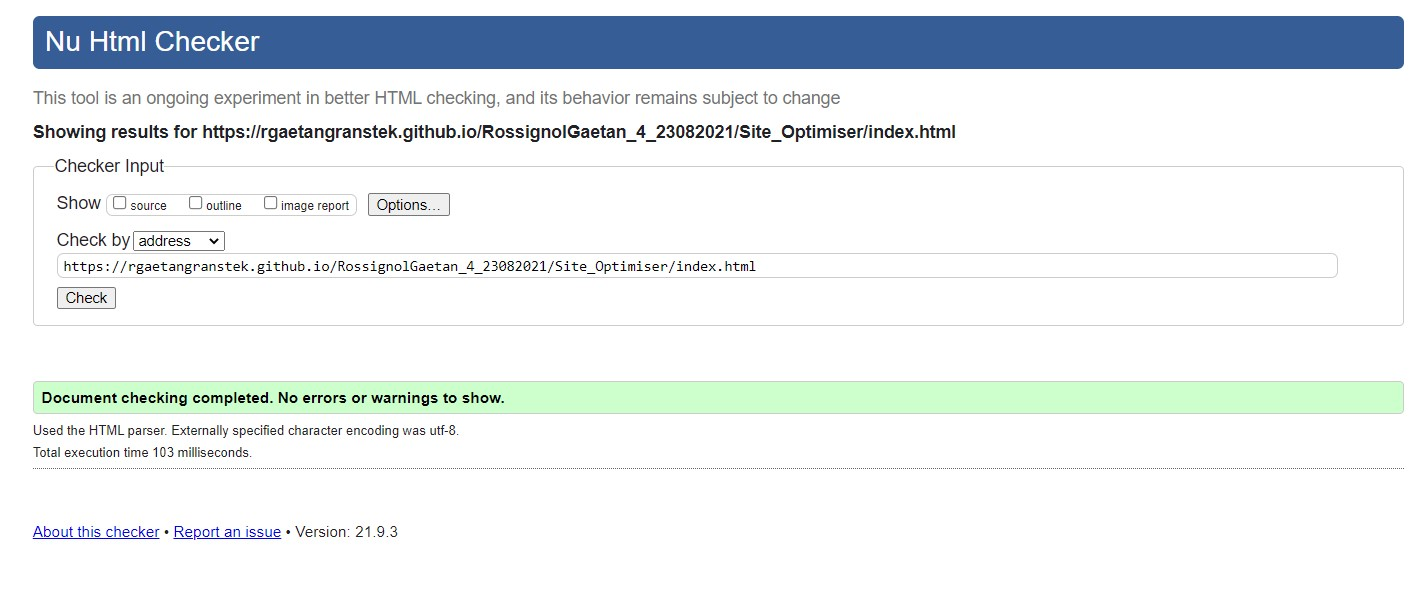 Nu Html Checker
This tool is an ongoing experiment in better HTML checking, and its behavior remains subject to change
Showing results for https://rgaetangranstek.github.io/RossignolGaetan_4_23082021/Site_Optimiser/index.html
Checker Input
Show source outline image report Options...
Check by address
https://rgaetangranstek.github.io/RossignolGaetan_4_23082021/Site_Optimiser/index.html
Check
Document checking completed. No errors or warnings to show.
Used the HTML parser. Externally specified character encoding was utf-8.
Total execution time 103 milliseconds.
About this checker • Report an issue • Version: 21.9.3